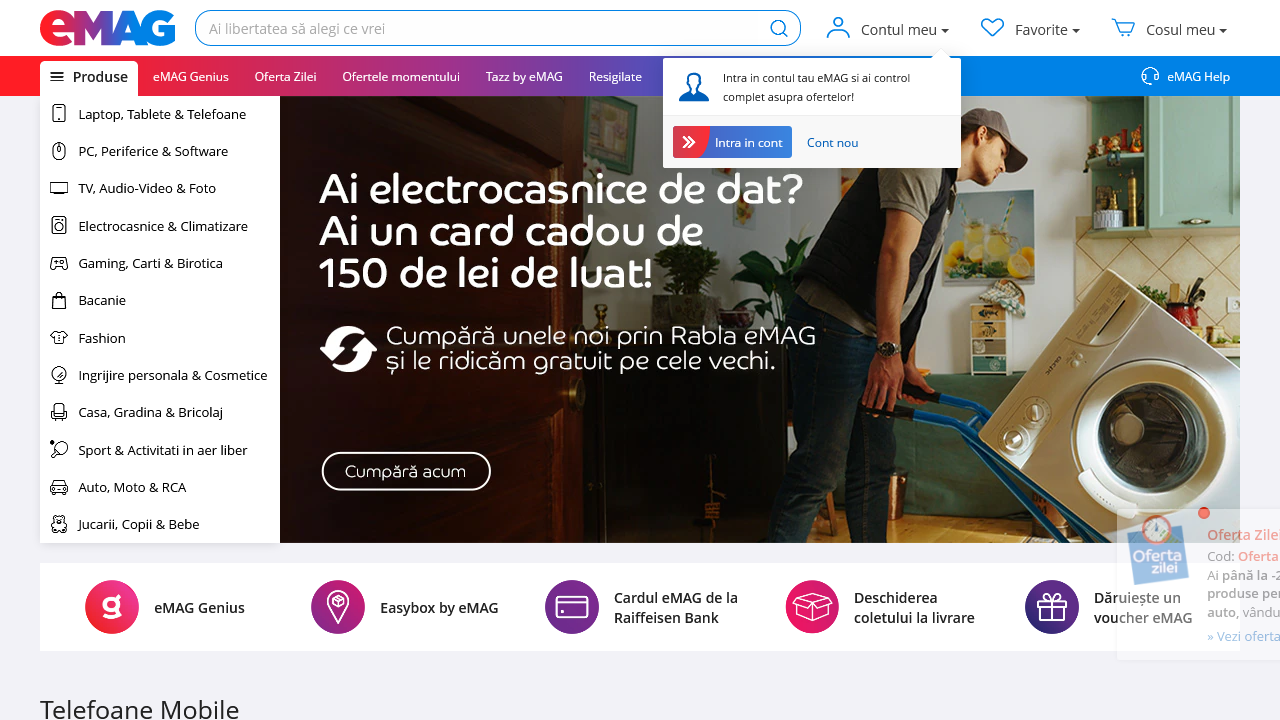 eMAG
Ai libertatea să alegi ce vrei
Contul meu
Favorite
Cosul meu
Produse
eMAG Genius
Oferta Zilei
Ofertele momentului
Tazz by eMAG
Resigilate
eMAG Help
Intra in contul tau eMAG si ai control
complet asupra ofertelor!
Intra in cont
Cont nou
Laptop, Tablete & Telefoane
PC, Periferice & Software
TV, Audio-Video & Foto
Electrocasnice & Climatizare
Gaming, Carti & Birotica
Bacanie
Fashion
Ingrijire personala & Cosmetice
Casa, Gradina & Bricolaj
Sport & Activitati in aer liber
Auto, Moto & RCA
Jucarii, Copii & Bebe
Ai electrocasnice de dat?
Ai un card cadou de
150 de lei de luat!
Cumpără unele noi prin Rabla eMAG
și le ridicăm gratuit pe cele vechi.
Cumpără acum
Oferta
zilei
Oferta Zilei
Cod: Oferta
Ai până la -2
produse per
auto, vându
» Vezi oferta
eMAG Genius
Easybox by eMAG
Cardul eMAG de la
Raiffeisen Bank
Deschiderea
coletului la livrare
Dăruiește un
voucher eMAG
Telefoane Mobile